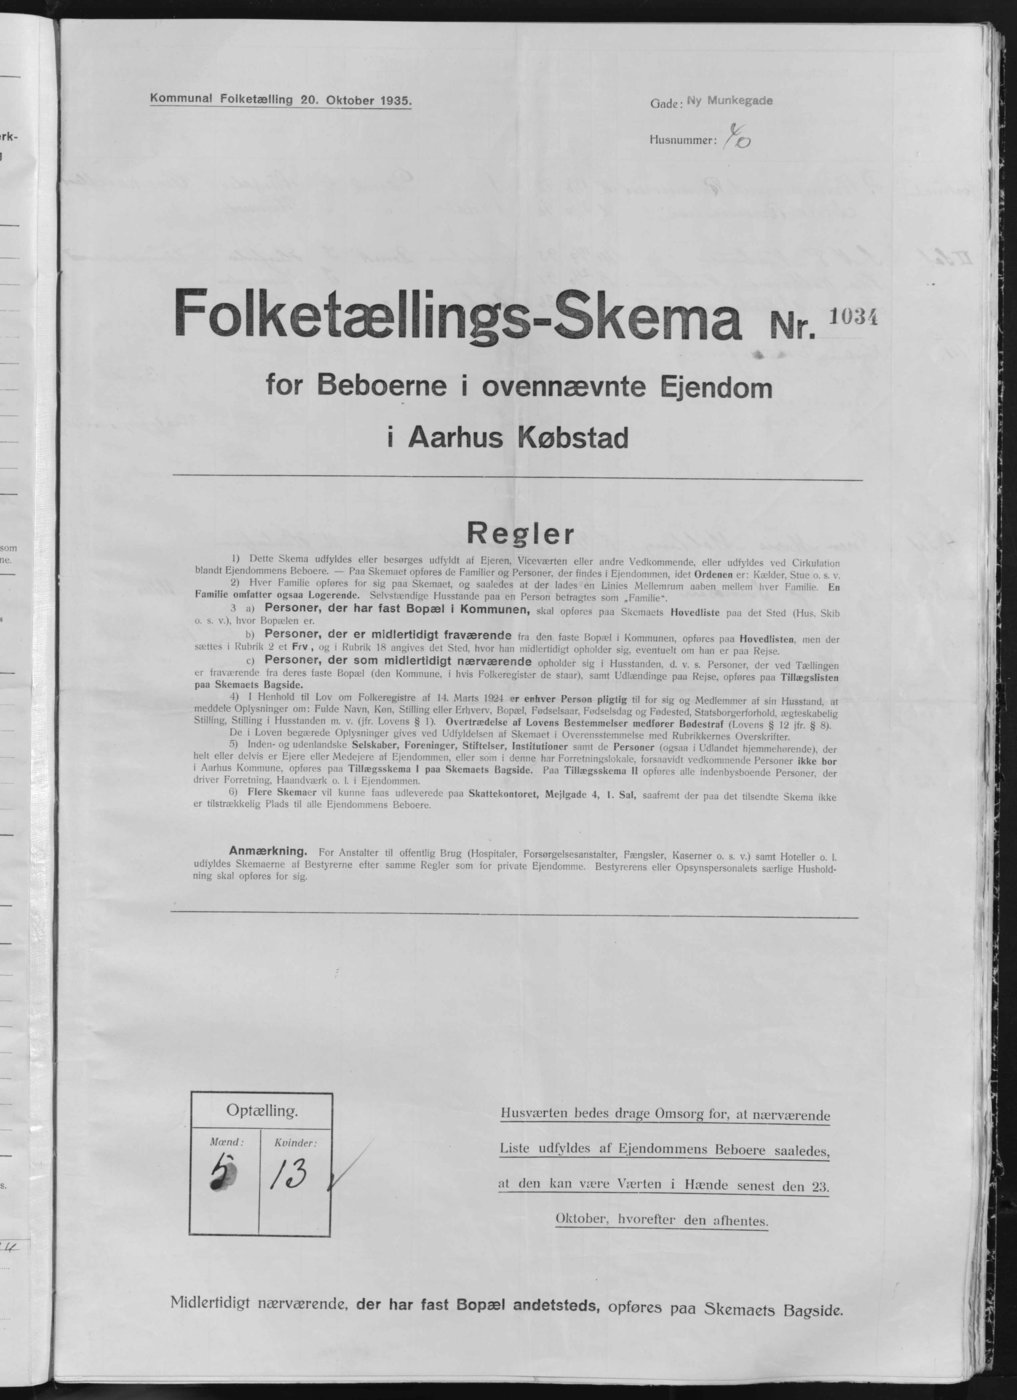 Kommunal Folketælling 20. Oktober 1935.
Gade: Ny Munkegade
Husnummer: 40
Folketællings-Skema Nr. 1034
for Beboerne i ovennævnte Ejendom
i Aarhus Købstad
Regler
1) Dette Skema udfyldes eller besørges udfyldt af Ejeren, Viceværten eller andre Vedkommende, eller udfyldes ved Cirkulation
blandt Ejendommens Beboere. — Paa Skemaet opføres de Familier og Personer, der findes i Ejendommen, idet Ordenen er: Kælder, Stue o. s. v.
2) Hver Familie opføres for sig paa Skemaet, og saaledes at der lades en Linies Mellemrum aaben mellem hver Familie. En
Familie omfatter ogsaa Logerende. Selvstændige Husstande paa en Person betragtes som „Familie".
3 a) Personer, der har fast Bopæl i Kommunen, skal opføres paa Skemaets Hovedliste paa det Sted (Hus, Skib
o. s. v.), hvor Bopælen er.
b) Personer, der er midlertidigt fraværende fra den faste Bopæl i Kommunen, opføres paa Hovedlisten, men der
sættes i Rubrik 2 et Frv, og i Rubrik 18 angives det Sted, hvor han midlertidigt opholder sig, eventuelt om han er paa Rejse.
c) Personer, der som midlertidigt nærværende opholder sig i Husstanden, d. v. s. Personer, der ved Tællingen
er fraværende fra deres faste Bopæl (den Kommune, i hvis Folkeregister de staar), samt Udlændinge paa Rejse, opføres paa Tillægslisten
paa Skemaets Bagside.
4) I Henhold til Lov om Folkeregistre af 14. Marts 1924 er enhver Person pligtig til for sig og Medlemmer af sin Husstand, at
meddele Oplysninger om: Fulde Navn, Køn, Stilling eller Erhverv, Bopæl, Fødselsaar, Fødselsdag og Fødested, Statsborgerforhold, ægteskabelig
Stilling, Stilling i Husstanden m. v. (jfr. Lovens § 1). Overtrædelse af Lovens Bestemmelser medfører Bødestraf (Lovens § 12 jfr. § 8).
De i Loven begærede Oplysninger gives ved Udfyldelsen af Skemaet i Overensstemmelse med Rubrikkernes Overskrifter.
5) Inden- og udenlandske Selskaber, Foreninger, Stiftelser, Institutioner samt de Personer (ogsaa i Udlandet hjemmehørende), der
helt eller delvis er Ejere eller Medejere af Ejendommen, eller som i denne har Forretningslokale, forsaavidt vedkommende Personer ikke bor
i Aarhus Kommune, opføres paa Tillægsskema I paa Skemaets Bagside. Paa Tillægsskema II opføres alle indenbysboende Personer, der
driver Forretning, Haandværk o. l. i Ejendommen.
6) Flere Skemaer vil kunne faas udleverede paa Skattekontoret, Mejlgade 4, 1. Sal, saafremt der paa det tilsendte Skema ikke
er tilstrækkelig Plads til alle Ejendommens Beboere.
Anmærkning. For Anstalter til offentlig Brug (Hospitaler, Forsørgelsesanstalter, Fængsler, Kaserner o. s. v.) samt Hoteller o. l.
udfyldes Skemaerne af Bestyrerne efter samme Regler som for private Ejendomme. Bestyrerens eller Opsynspersonalets særlige Hushold-
ning skal opføres for sig.
Optælling.
Mænd: Kvinder:
5 13
Husværten bedes drage Omsorg for, at nærværende
Liste udfyldes af Ejendommens Beboere saaledes,
at den kan være Værten i Hænde senest den 23.
Oktober, hvorefter den afhentes.
Midlertidigt nærværende, der har fast Bopæl andetsteds, opføres paa Skemaets Bagside.